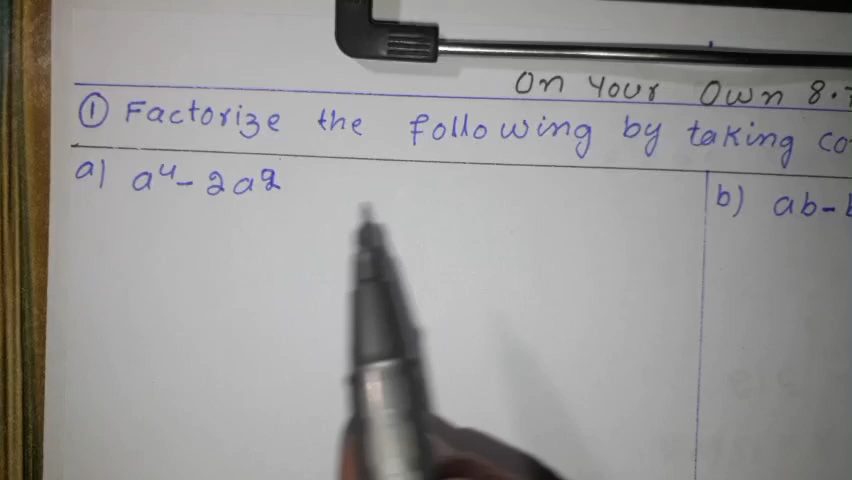 On Your Own 8.
① Factorize the following by taking
a) a⁴ - 2a²
b) ab -